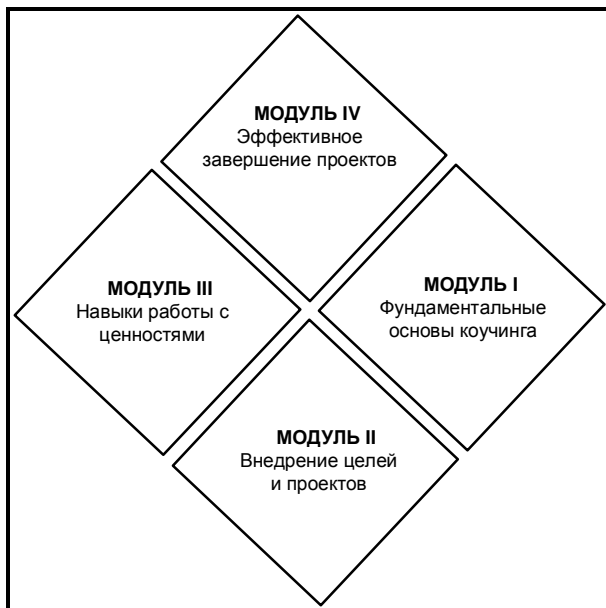 МОДУЛЬ IV
Эффективное
завершение проектов
МОДУЛЬ III
Навыки работы с
ценностями
МОДУЛЬ I
Фундаментальные
основы коучинга
МОДУЛЬ II
Внедрение целей
и проектов